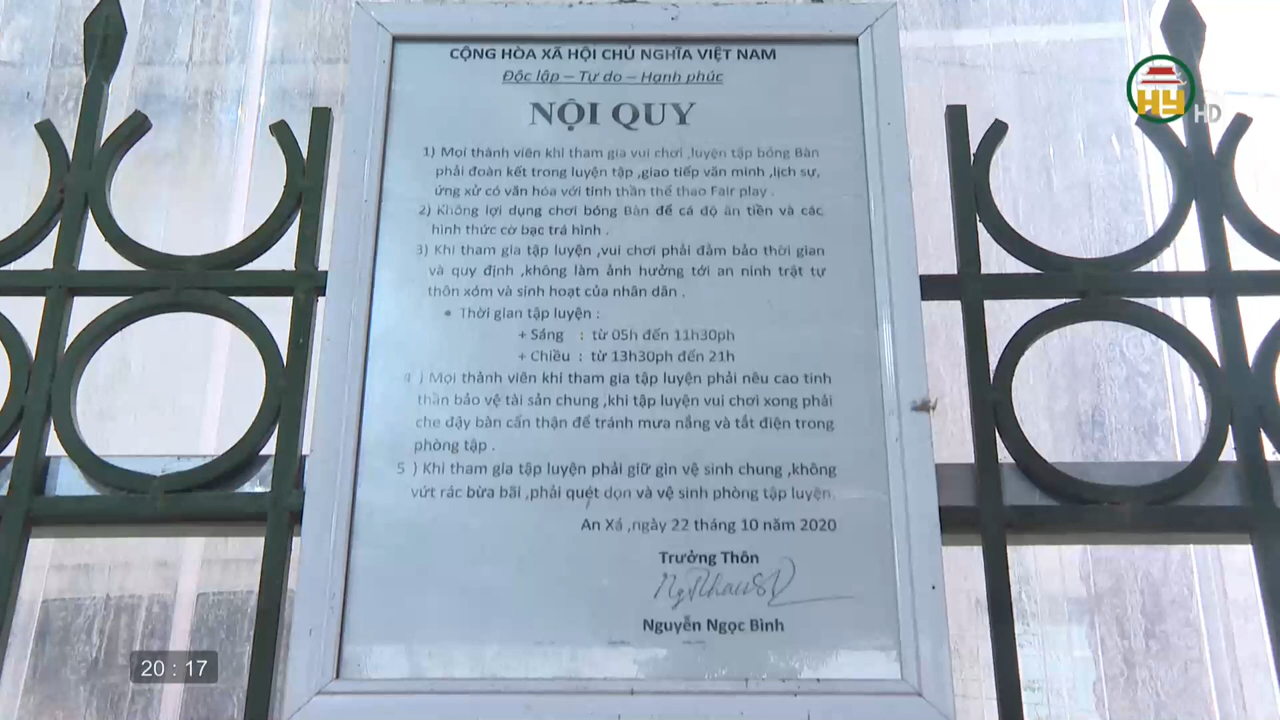 CỘNG HÒA XÃ HỘI CHỦ NGHĨA VIỆT NAM
Độc lập – Tự do – Hạnh phúc
NỘI QUY
1) Mọi thành viên khi tham gia vui chơi ,luyện tập bóng Bàn
phải đoàn kết trong luyện tập ,giao tiếp văn minh ,lịch sự,
ứng xử có văn hóa với tinh thần thể thao Fair play .
2) Không lợi dụng chơi bóng Bàn để cá độ ăn tiền và các
hình thức cờ bạc trá hình .
3) Khi tham gia tập luyện ,vui chơi phải đảm bảo thời gian
và quy định ,không làm ảnh hưởng tới an ninh trật tự
thôn xóm và sinh hoạt của nhân dân .
• Thời gian tập luyện :
+ Sáng : từ 05h đến 11h30ph
+ Chiều : từ 13h30ph đến 21h
4 ) Mọi thành viên khi tham gia tập luyện phải nêu cao tinh
thần bảo vệ tài sản chung ,khi tập luyện vui chơi xong phải
che đậy bàn cẩn thận để tránh mưa nắng và tắt điện trong
phòng tập .
5 ) Khi tham gia tập luyện phải giữ gìn vệ sinh chung ,không
vứt rác bừa bãi ,phải quét dọn và vệ sinh phòng tập luyện.
An Xá ,ngày 22 tháng 10 năm 2020
Trưởng Thôn
Nguyễn Ngọc Bình
HY HD
20 : 17